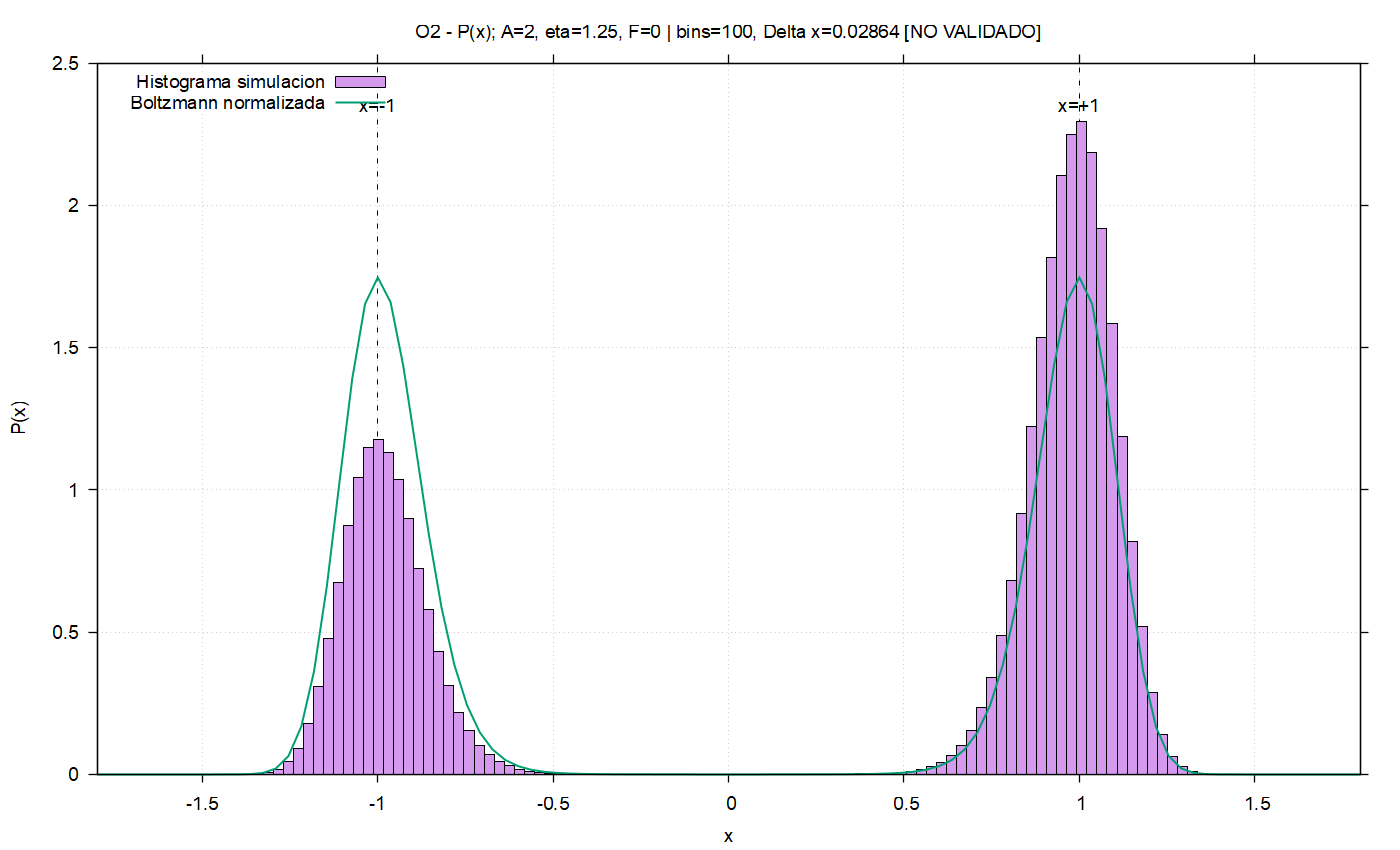 O2 - P(x); A=2, eta=1.25, F=0 | bins=100, Delta x=0.02864 [NO VALIDADO]
2.5
Histograma simulacion
Boltzmann normalizada
x=-1
x=+1
2
1.5
P(x)
1
0.5
0
-1.5
-1
-0.5
0
0.5
1
1.5
x